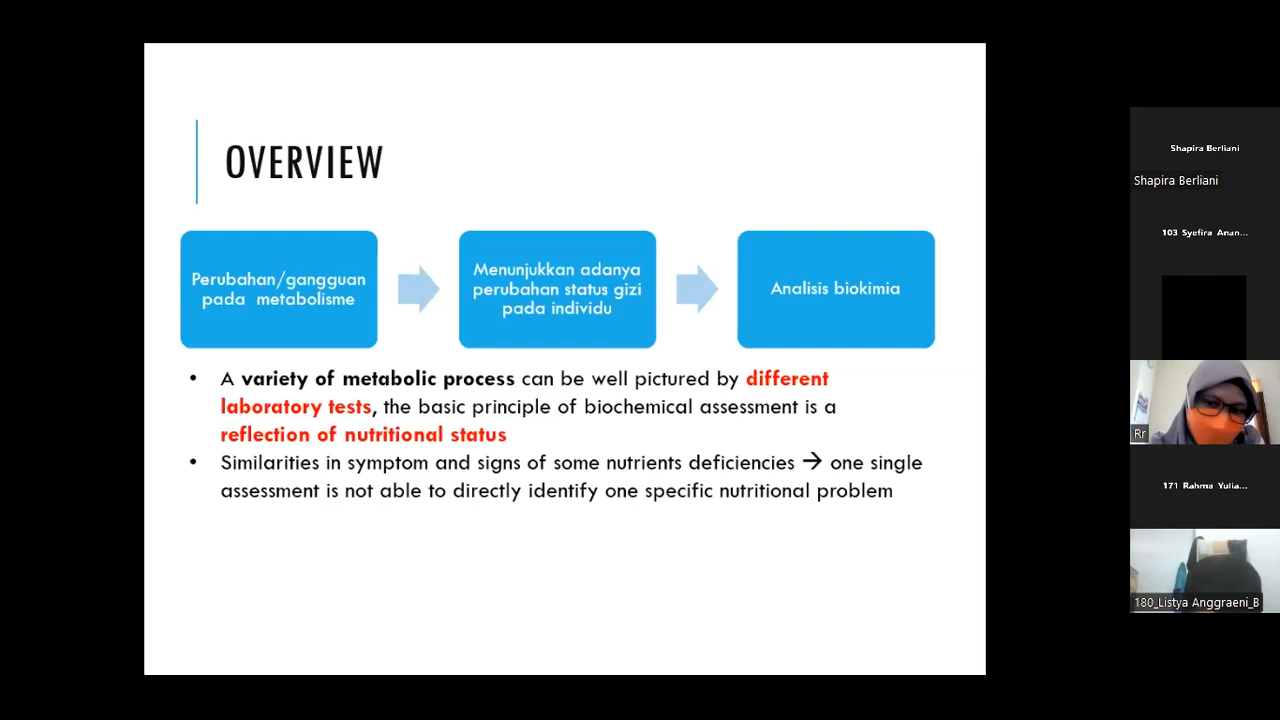 OVERVIEW
Perubahan/gangguan
pada metabolisme
Menunjukkan adanya
perubahan status gizi
pada individu
Analisis biokimia
• A variety of metabolic process can be well pictured by different
laboratory tests, the basic principle of biochemical assessment is a
reflection of nutritional status
• Similarities in symptom and signs of some nutrients deficiencies → one single
assessment is not able to directly identify one specific nutritional problem
Shapira Berliani
Shapira Berliani
103 Syefira Anan...
Rr
171 Rahma Yulia...
180_Listya Anggraeni_B